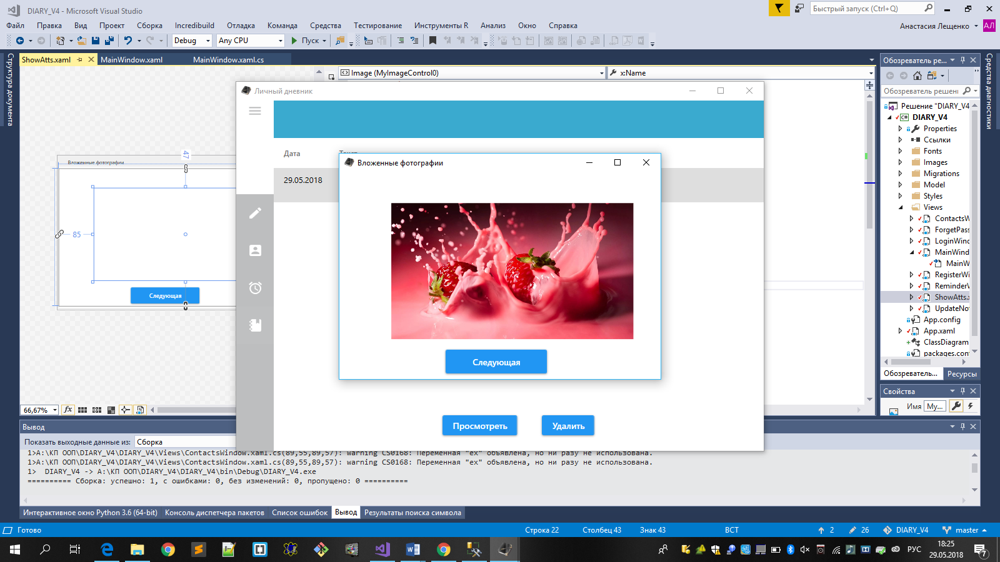 DIARY_V4 - Microsoft Visual Studio
Быстрый запуск (Ctrl+Q)
Файл Правка Вид Проект Сборка Incredibuild Отладка Команда Средства Тестирование Инструменты R Анализ Окно Справка
Анастасия Лещенко АЛ
Debug Any CPU Пуск
Структура документа
ShowAtts.xaml MainWindow.xaml MainWindow.xaml.cs
Image (MyImageControl0) x:Name
47
Вложенные фотографии
85
Следующая
66,67% fx
Личный дневник
Дата
29.05.2018
Вложенные фотографии
Следующая
Просмотреть Удалить
Обозреватель ре...
Обозреватель решени
Решение "DIARY_V4
DIARY_V4
Properties
Ссылки
Fonts
Images
Migrations
Model
Styles
Views
ContactsW
ForgetPass
LoginWind
MainWind
MainW
RegisterWi
ReminderW
ShowAtts.x
UpdateNo
App.config
App.xaml
ClassDiagram
packages.con
Обозреватель... Ресурсы
Свойства
Имя My...
Средства диагностики
Вывод
Показать выходные данные из: Сборка
1>A:\КП ООП\DIARY_V4\DIARY_V4\Views\ContactsWindow.xaml.cs(89,55,89,57): warning CS0168: Переменная "ex" объявлена, но ни разу не использована.
1>A:\КП ООП\DIARY_V4\DIARY_V4\Views\ContactsWindow.xaml.cs(89,55,89,57): warning CS0168: Переменная "ex" объявлена, но ни разу не использована.
1>  DIARY_V4 -> A:\КП ООП\DIARY_V4\DIARY_V4\bin\Debug\DIARY_V4.exe
========== Сборка: успешно: 1, с ошибками: 0, без изменений: 0, пропущено: 0 ==========
Интерактивное окно Python 3.6 (64-bit) Консоль диспетчера пакетов Список ошибок Вывод Результаты поиска символа
Готово Строка 22 Столбец 43 Знак 43 ВСТ 2 26 DIARY_V4 master
РУС 18:25
29.05.2018 7